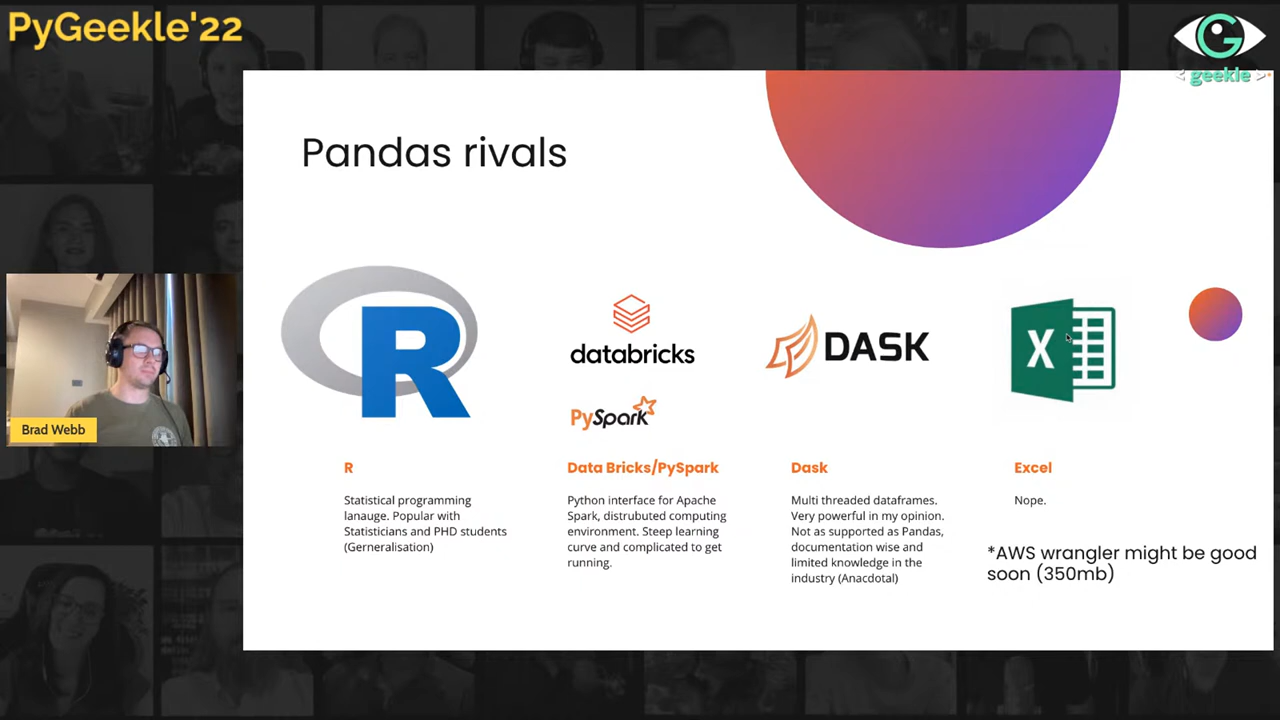 PyGeekle'22
G
< geekle >
Pandas rivals
R
databricks
PySpark
DASK
X
Brad Webb
R
Statistical programming
lanauge. Popular with
Statisticians and PHD students
(Gerneralisation)
Data Bricks/PySpark
Python interface for Apache
Spark, distrubuted computing
environment. Steep learning
curve and complicated to get
running.
Dask
Multi threaded dataframes.
Very powerful in my opinion.
Not as supported as Pandas,
documentation wise and
limited knowledge in the
industry (Anacdotal)
Excel
Nope.
*AWS wrangler might be good
soon (350mb)